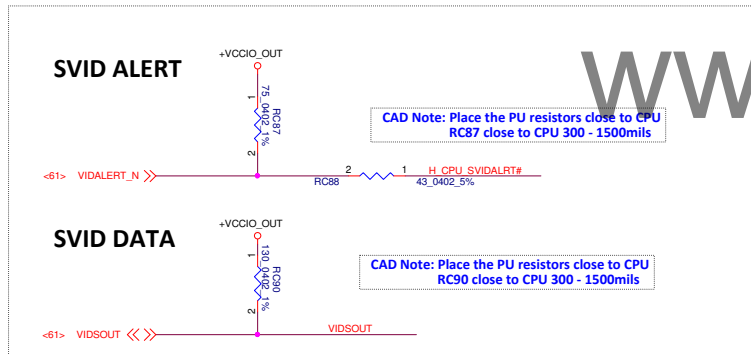 +VCCIO_OUT
ww
SVID ALERT
1
75_0402_1%
RC87
2
CAD Note: Place the PU resistors close to CPU
RC87 close to CPU 300 - 1500mils
<61> VIDALERT_N
2
1
H_CPU_SVIDALRT#
RC88
43_0402_5%
+VCCIO_OUT
SVID DATA
1
130_0402_1%
RC90
2
CAD Note: Place the PU resistors close to CPU
RC90 close to CPU 300 - 1500mils
<61> VIDSOUT
VIDSOUT